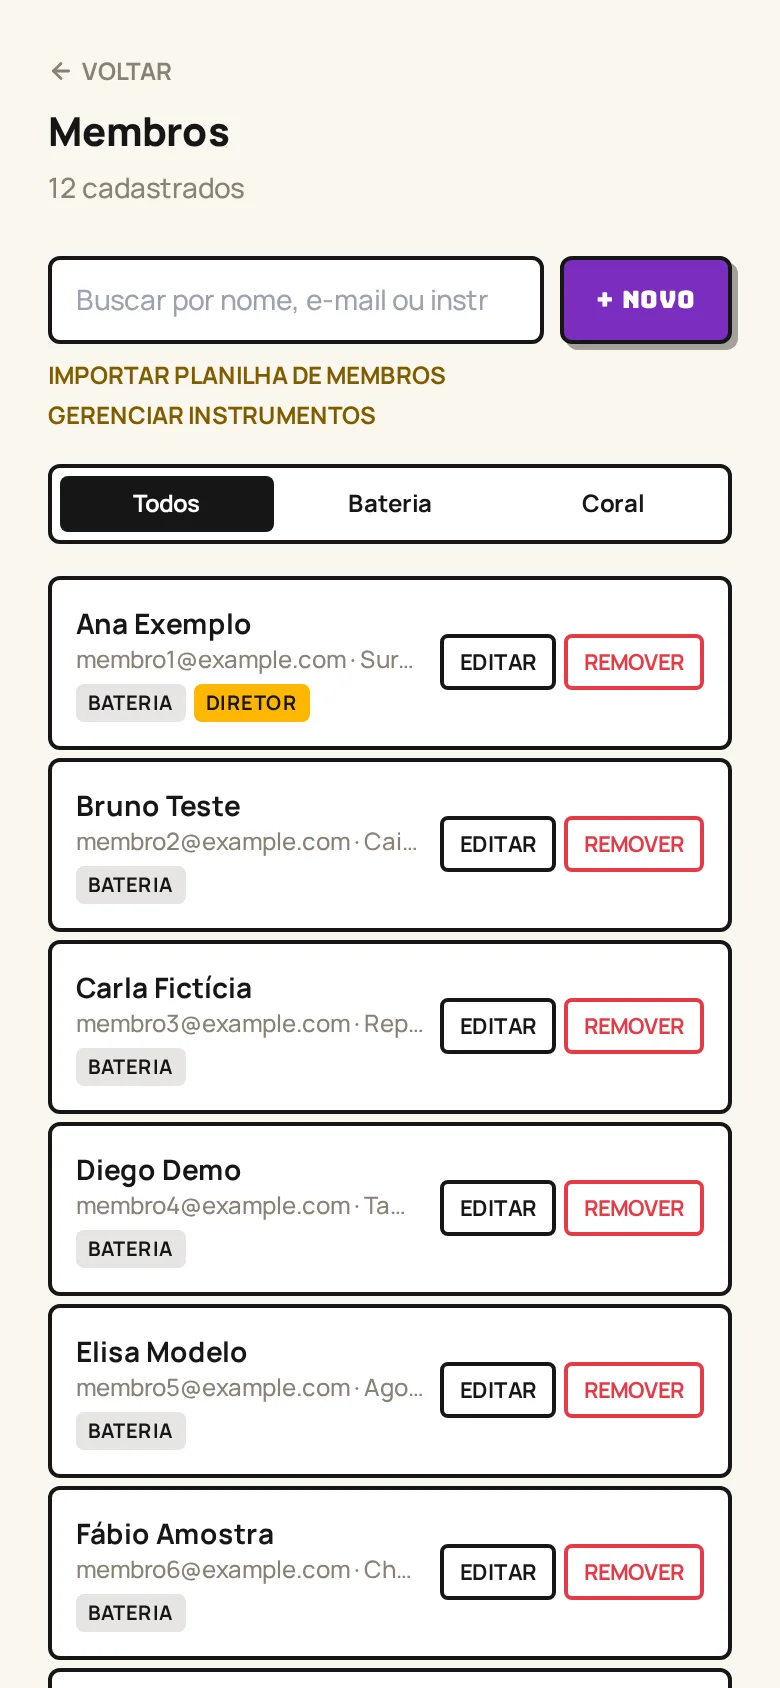 ← VOLTAR
Membros
12 cadastrados
Buscar por nome, e-mail ou instr
+ NOVO
IMPORTAR PLANILHA DE MEMBROS
GERENCIAR INSTRUMENTOS
Todos Bateria Coral
Ana Exemplo
membro1@example.com · Sur...
BATERIA DIRETOR
EDITAR REMOVER
Bruno Teste
membro2@example.com · Cai...
BATERIA
EDITAR REMOVER
Carla Fictícia
membro3@example.com · Rep...
BATERIA
EDITAR REMOVER
Diego Demo
membro4@example.com · Ta...
BATERIA
EDITAR REMOVER
Elisa Modelo
membro5@example.com · Ago...
BATERIA
EDITAR REMOVER
Fábio Amostra
membro6@example.com · Ch...
BATERIA
EDITAR REMOVER